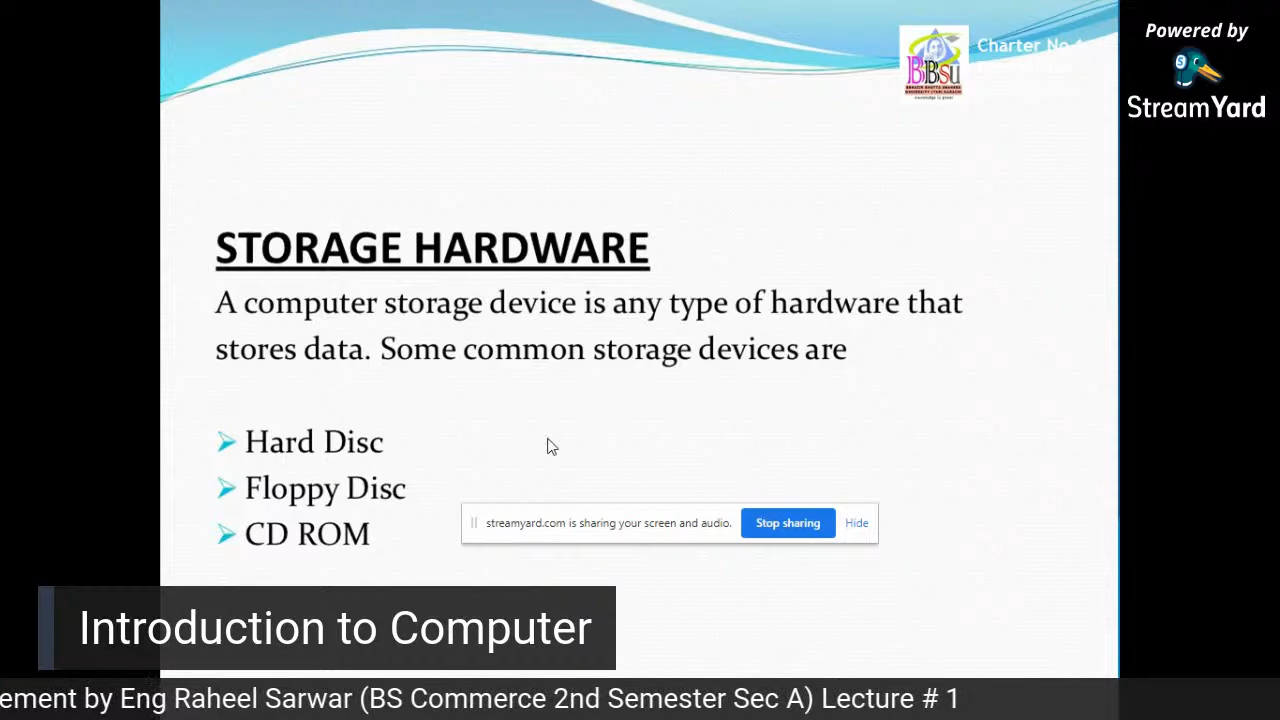 Powered by
StreamYard
Charter No
BBSU
STORAGE HARDWARE
A computer storage device is any type of hardware that
stores data. Some common storage devices are
Hard Disc
Floppy Disc
CD ROM
streamyard.com is sharing your screen and audio.
Stop sharing
Hide
Introduction to Computer
ement by Eng Raheel Sarwar (BS Commerce 2nd Semester Sec A) Lecture # 1